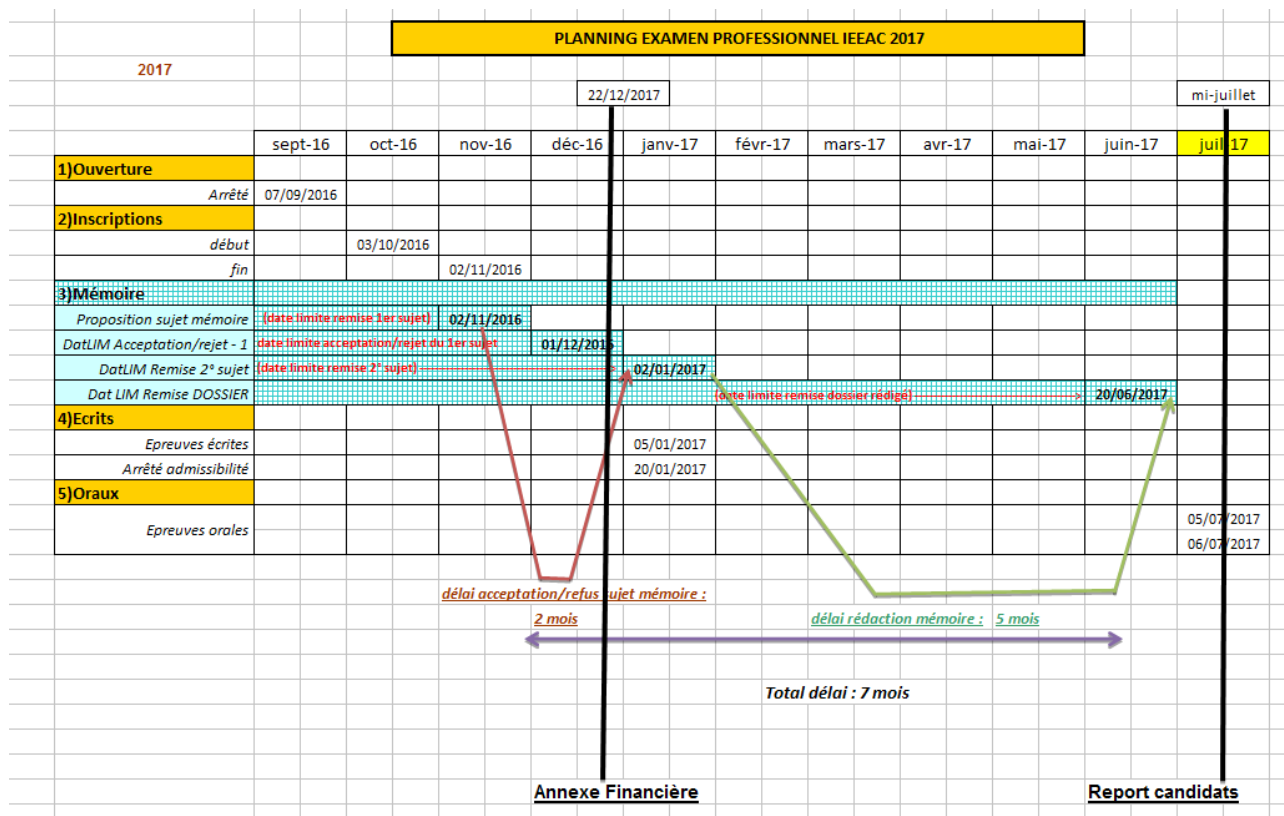 PLANNING EXAMEN PROFESSIONNEL IEEAC 2017
2017
22/12/2017 mi-juillet
sept-16 oct-16 nov-16 déc-16 janv-17 févr-17 mars-17 avr-17 mai-17 juin-17 juil-17
1)Ouverture
Arrêté 07/09/2016
2)Inscriptions
début 03/10/2016
fin 02/11/2016
3)Mémoire
Proposition sujet mémoire (date limite remise 1er sujet) 02/11/2016
DatLIM Acceptation/rejet - 1 date limite acceptation/rejet du 1er sujet 01/12/2016
DatLIM Remise 2° sujet (date limite remise 2° sujet) 02/01/2017
Dat LIM Remise DOSSIER (date limite remise dossier rédigé) 20/06/2017
4)Ecrits
Epreuves écrites 05/01/2017
Arrêté admissibilité 20/01/2017
5)Oraux
Epreuves orales 05/07/2017
06/07/2017
délai acceptation/refus sujet mémoire :
2 mois délai rédaction mémoire : 5 mois
Total délai : 7 mois
Annexe Financière Report candidats